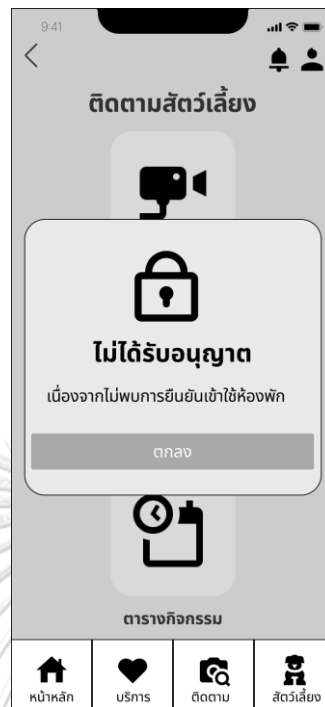 9:41
ติดตามสัตว์เลี้ยง
ไม่ได้รับอนุญาต
เนื่องจากไม่พบการยืนยันเข้าใช้ห้องพัก
ตกลง
ตารางกิจกรรม
หน้าหลัก บริการ ติดตาม สัตว์เลี้ยง